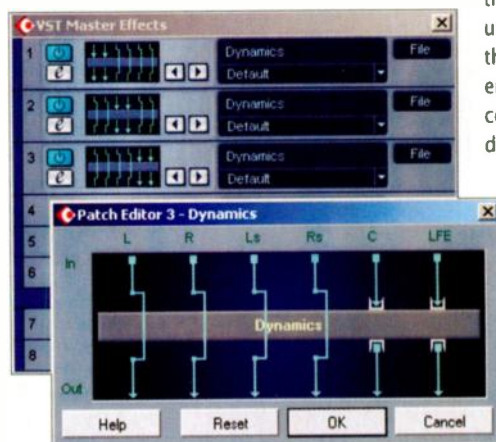 VST Master Effects
1 Dynamics File
e Default
2 Dynamics File
e Default
3 Dynamics File
e Default
4
5
6
7
8
Patch Editor 3 - Dynamics
L R Ls Rs C LFE
In
Dynamics
Out
Help Reset OK Cancel